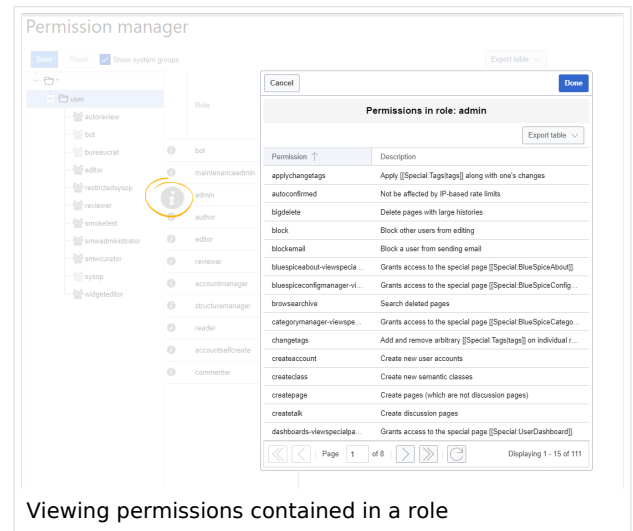 Permission manager
Save Reset Show system groups Export table
*
user
autoreview
bot
bureaucrat
editor
restrictedsysop
reviewer
smoketest
smwadministrator
smwcurator
sysop
widgeteditor
Role
bot
maintenanceadmin
admin
author
editor
reviewer
accountmanager
structuremanager
reader
accountselfcreate
commenter
Cancel Done
Permissions in role: admin
Export table
Permission ↑ Description
applychangetags Apply [[Special:Tags|tags]] along with one's changes
autoconfirmed Not be affected by IP-based rate limits
bigdelete Delete pages with large histories
block Block other users from editing
blockemail Block a user from sending email
bluespiceabout-viewspecia... Grants access to the special page [[Special:BlueSpiceAbout]].
bluespiceconfigmanager-vi... Grants access to the special page [[Special:BlueSpiceConfig...
browsearchive Search deleted pages
categorymanager-viewspe... Grants access to the special page [[Special:BlueSpiceCatego...
changetags Add and remove arbitrary [[Special:Tags|tags]] on individual r...
createaccount Create new user accounts
createclass Create new semantic classes
createpage Create pages (which are not discussion pages)
createtalk Create discussion pages
dashboards-viewspecialpa... Grants access to the special page [[Special:UserDashboard]].
Page 1 of 8 Displaying 1 - 15 of 111
Viewing permissions contained in a role